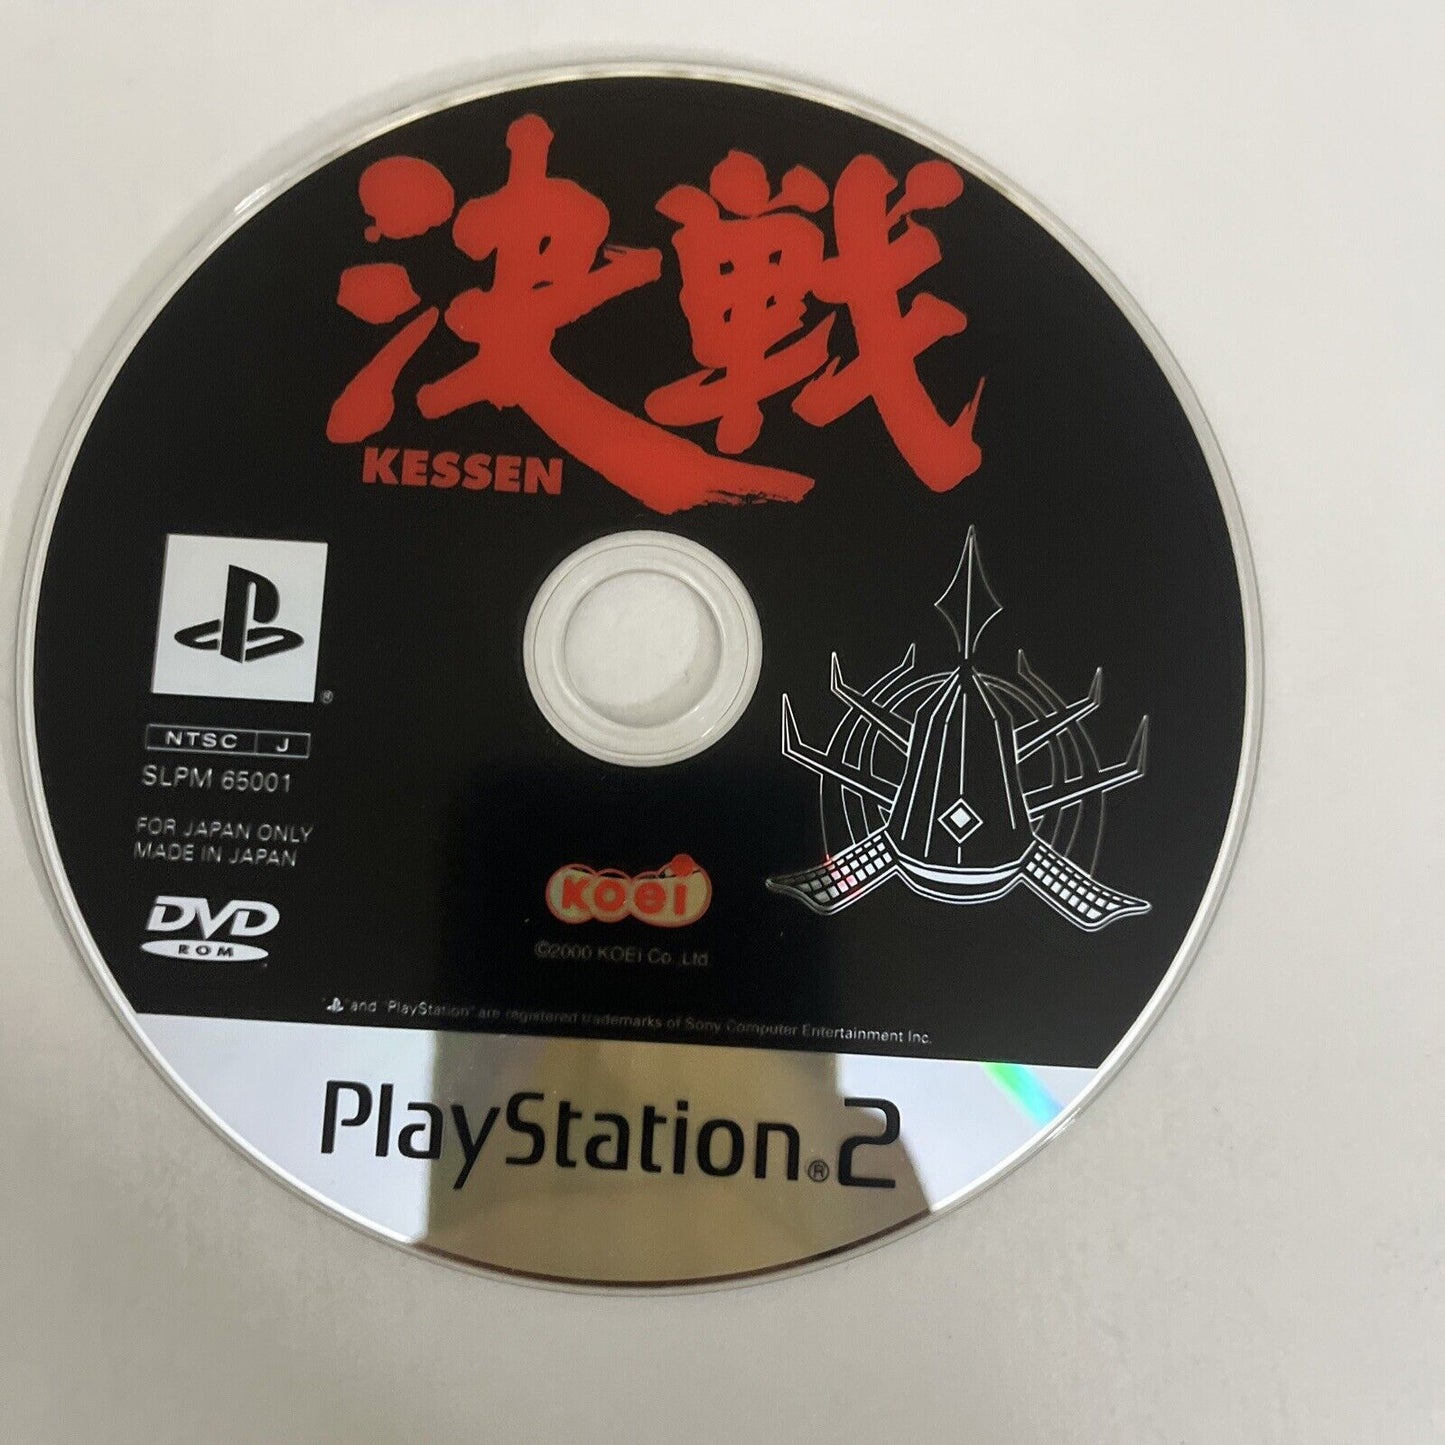 決戦
KESSEN
®
NTSC J
SLPM 65001
FOR JAPAN ONLY
MADE IN JAPAN
DVD
ROM
KOEI
©2000 KOEI Co.,Ltd.
" " and "PlayStation" are registered trademarks of Sony Computer Entertainment Inc.
PlayStation®2